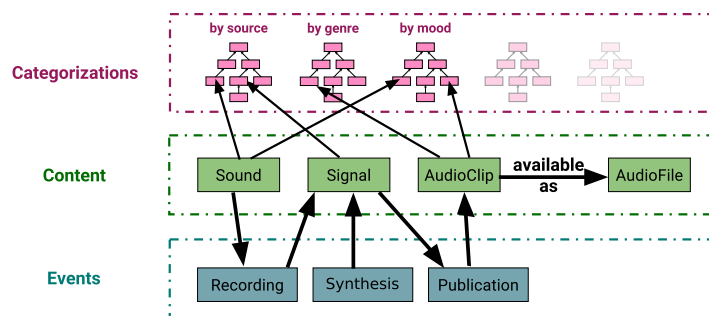 by source by genre by mood
Categorizations
Content
Sound Signal AudioClip available as AudioFile
Events
Recording Synthesis Publication